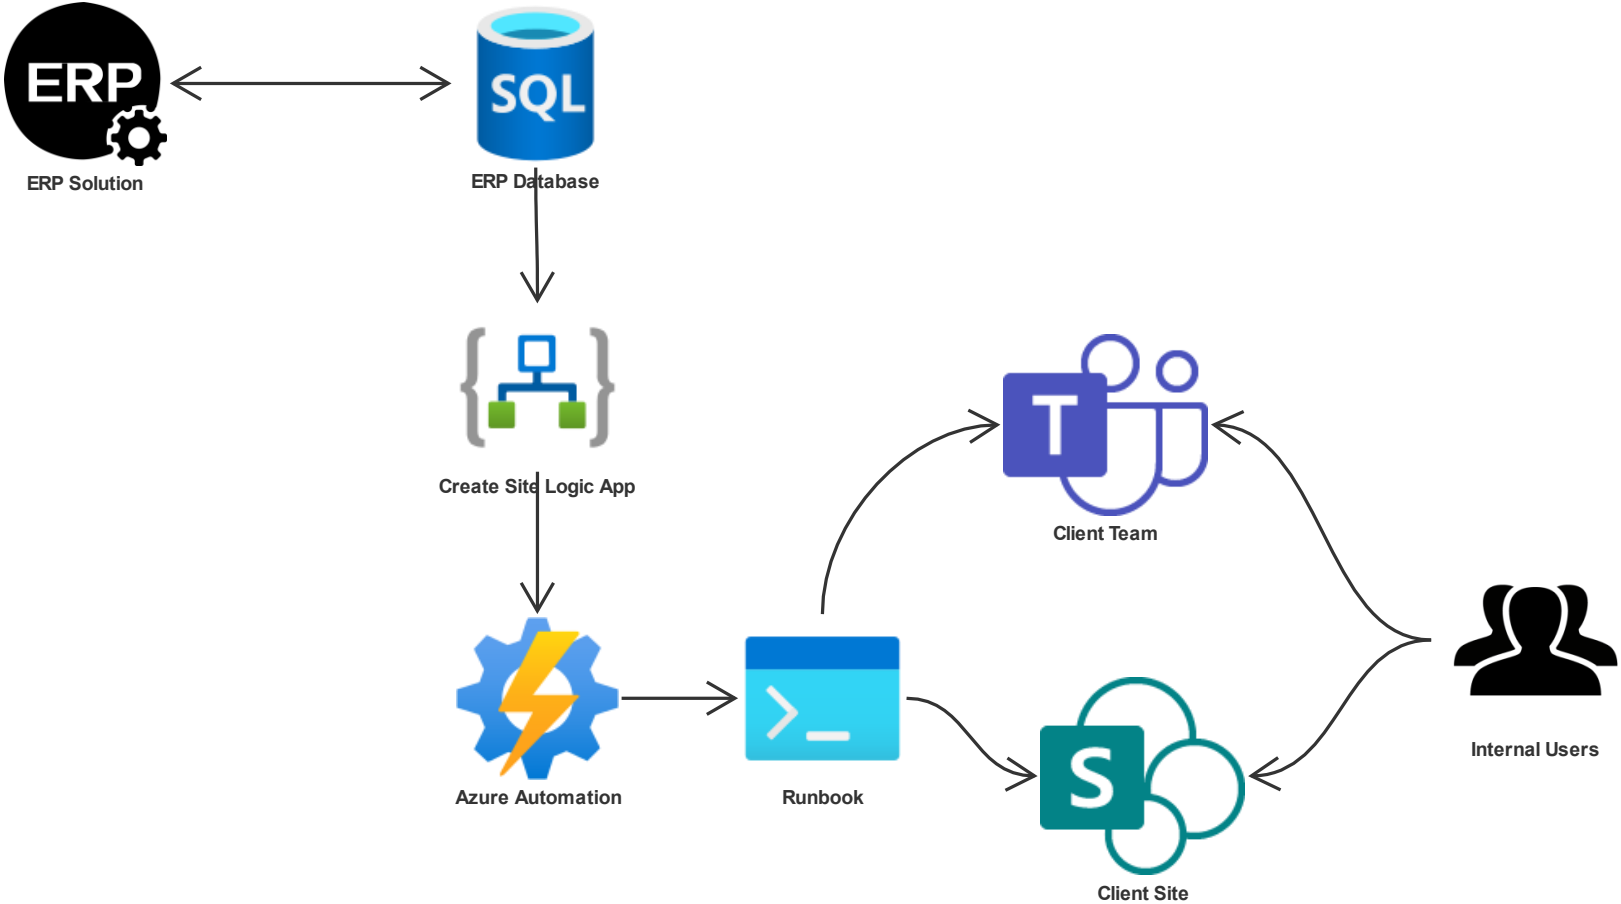 ERP
ERP Solution
SQL
ERP Database
Create Site Logic App
T
Client Team
Internal Users
Azure Automation
>_
Runbook
S
Client Site